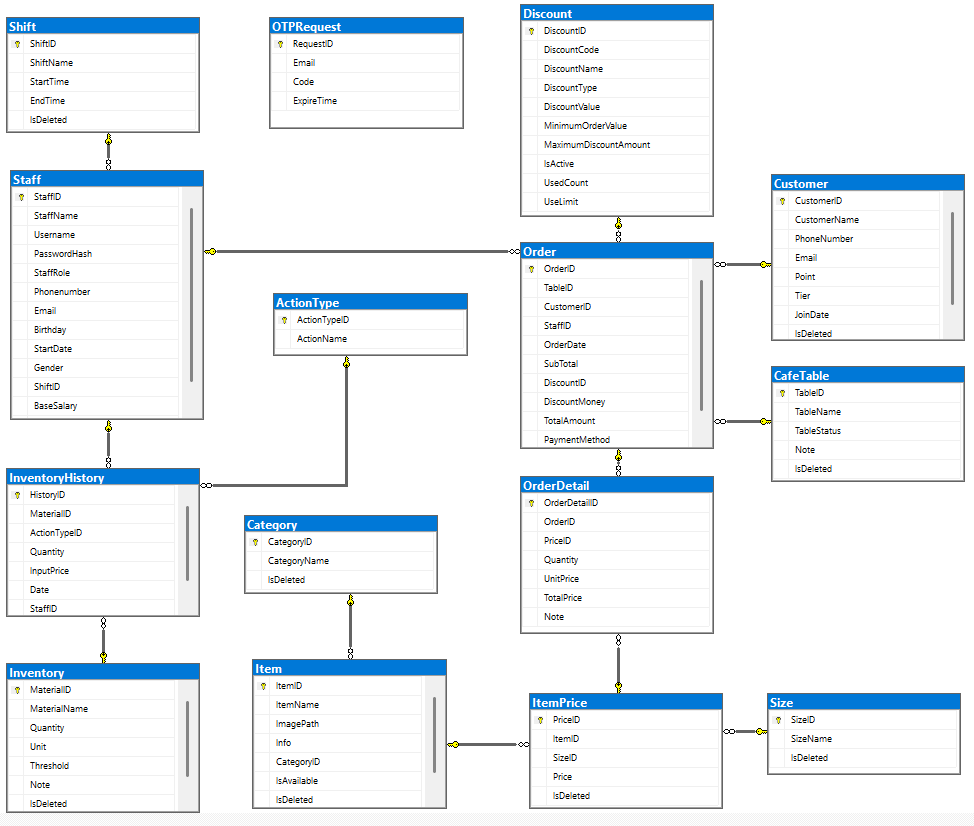 Shift
ShiftID
ShiftName
StartTime
EndTime
IsDeleted
OTPRequest
RequestID
Email
Code
ExpireTime
Discount
DiscountID
DiscountCode
DiscountName
DiscountType
DiscountValue
MinimumOrderValue
MaximumDiscountAmount
IsActive
UsedCount
UseLimit
Staff
StaffID
StaffName
Username
PasswordHash
StaffRole
Phonenumber
Email
Birthday
StartDate
Gender
ShiftID
BaseSalary
Customer
CustomerID
CustomerName
PhoneNumber
Email
Point
Tier
JoinDate
IsDeleted
Order
OrderID
TableID
CustomerID
StaffID
OrderDate
SubTotal
DiscountID
DiscountMoney
TotalAmount
PaymentMethod
ActionType
ActionTypeID
ActionName
CafeTable
TableID
TableName
TableStatus
Note
IsDeleted
InventoryHistory
HistoryID
MaterialID
ActionTypeID
Quantity
InputPrice
Date
StaffID
OrderDetail
OrderDetailID
OrderID
PriceID
Quantity
UnitPrice
TotalPrice
Note
Category
CategoryID
CategoryName
IsDeleted
Inventory
MaterialID
MaterialName
Quantity
Unit
Threshold
Note
IsDeleted
Item
ItemID
ItemName
ImagePath
Info
CategoryID
IsAvailable
IsDeleted
ItemPrice
PriceID
ItemID
SizeID
Price
IsDeleted
Size
SizeID
SizeName
IsDeleted